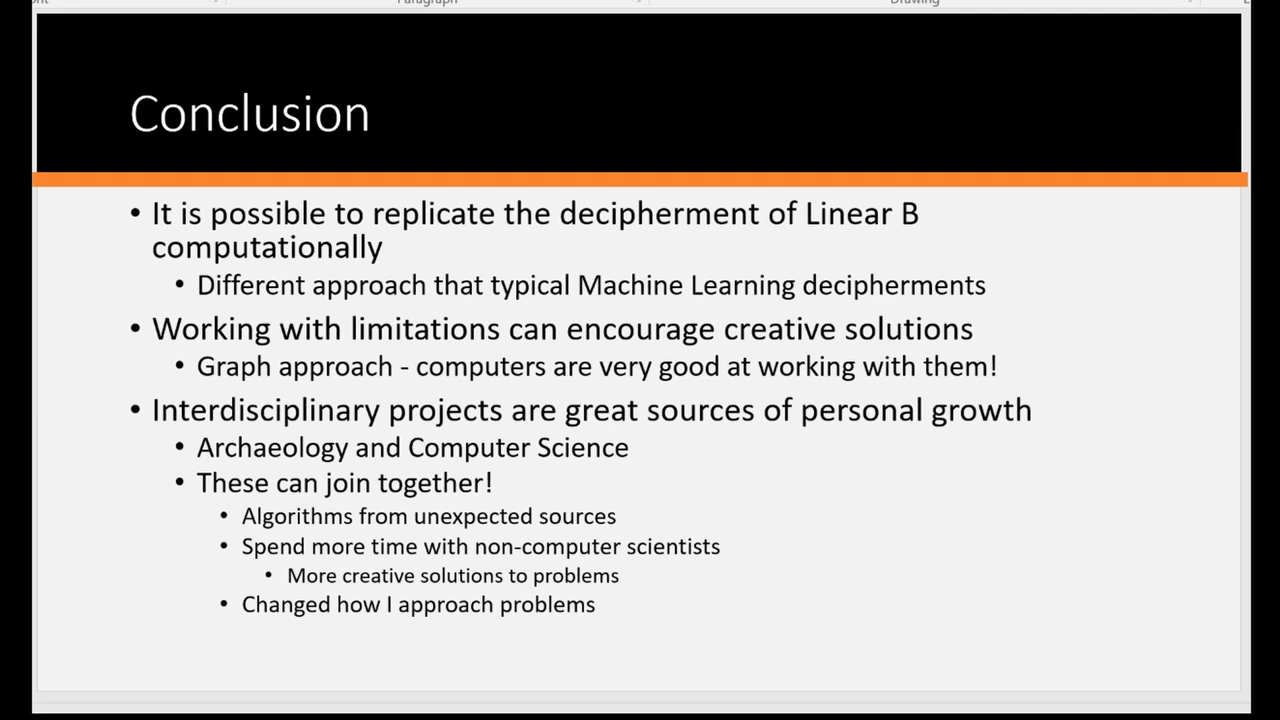 Paragraph
Drawing
Conclusion
• It is possible to replicate the decipherment of Linear B
computationally
• Different approach that typical Machine Learning decipherments
• Working with limitations can encourage creative solutions
• Graph approach - computers are very good at working with them!
• Interdisciplinary projects are great sources of personal growth
• Archaeology and Computer Science
• These can join together!
• Algorithms from unexpected sources
• Spend more time with non-computer scientists
• More creative solutions to problems
• Changed how I approach problems